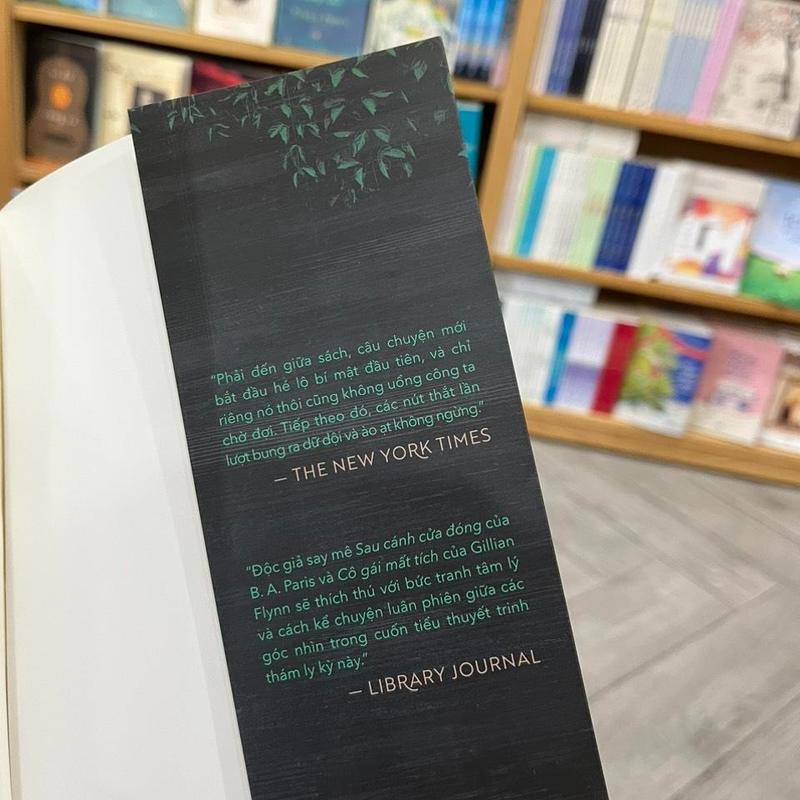 “Phải đến giữa sách, câu chuyện mới
bắt đầu hé lộ bí mật đầu tiên, và chỉ
riêng nó thôi cũng không uổng công ta
chờ đợi. Tiếp theo đó, các nút thắt lần
lượt bung ra dữ dội và ào ạt không ngừng.”
— THE NEW YORK TIMES
“Độc giả say mê Sau cánh cửa đóng của
B. A. Paris và Cô gái mất tích của Gillian
Flynn sẽ thích thú với bức tranh tâm lý
và cách kể chuyện luân phiên giữa các
góc nhìn trong cuốn tiểu thuyết trinh
thám ly kỳ này.”
— LIBRARY JOURNAL